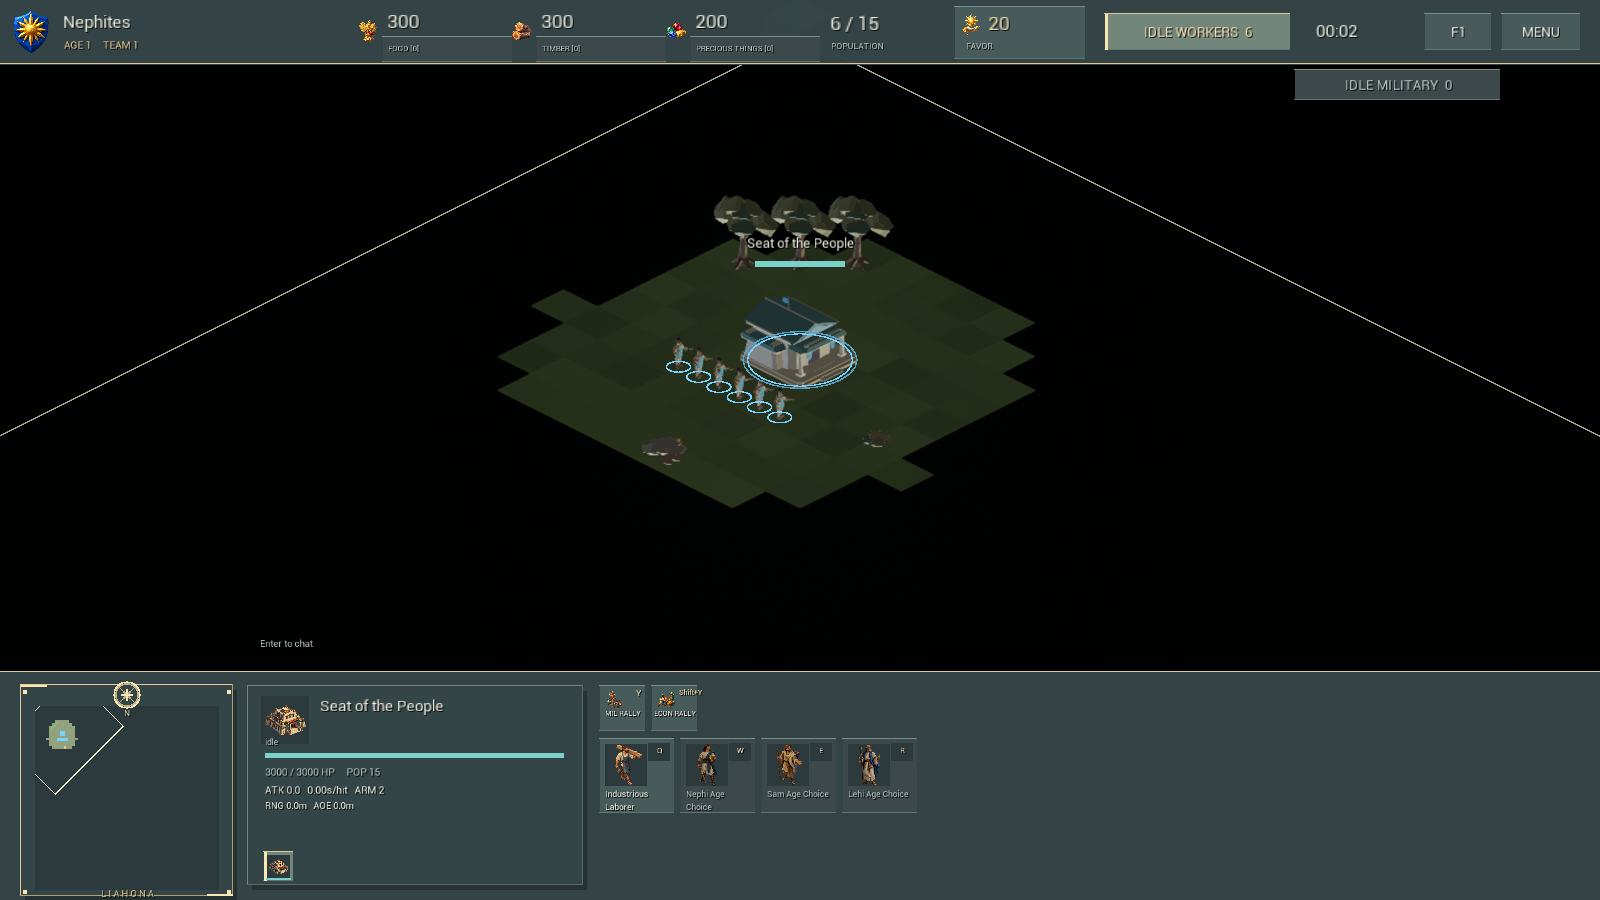 Nephites
AGE 1 TEAM 1
300
FOOD [0]
300
TIMBER [0]
200
PRECIOUS THINGS [0]
6 / 15
POPULATION
20
FAVOR
IDLE WORKERS 6
00:02
F1
MENU
IDLE MILITARY 0
Seat of the People
Enter to chat
N
LIAHONA
Seat of the People
idle
3000 / 3000 HP POP 15
ATK 0.0 0.00s/hit ARM 2
RNG 0.0m AOE 0.0m
Y
MIL RALLY
Shift+Y
ECON RALLY
Q
Industrious
Laborer
W
Nephi Age
Choice
E
Sam Age Choice
R
Lehi Age Choice